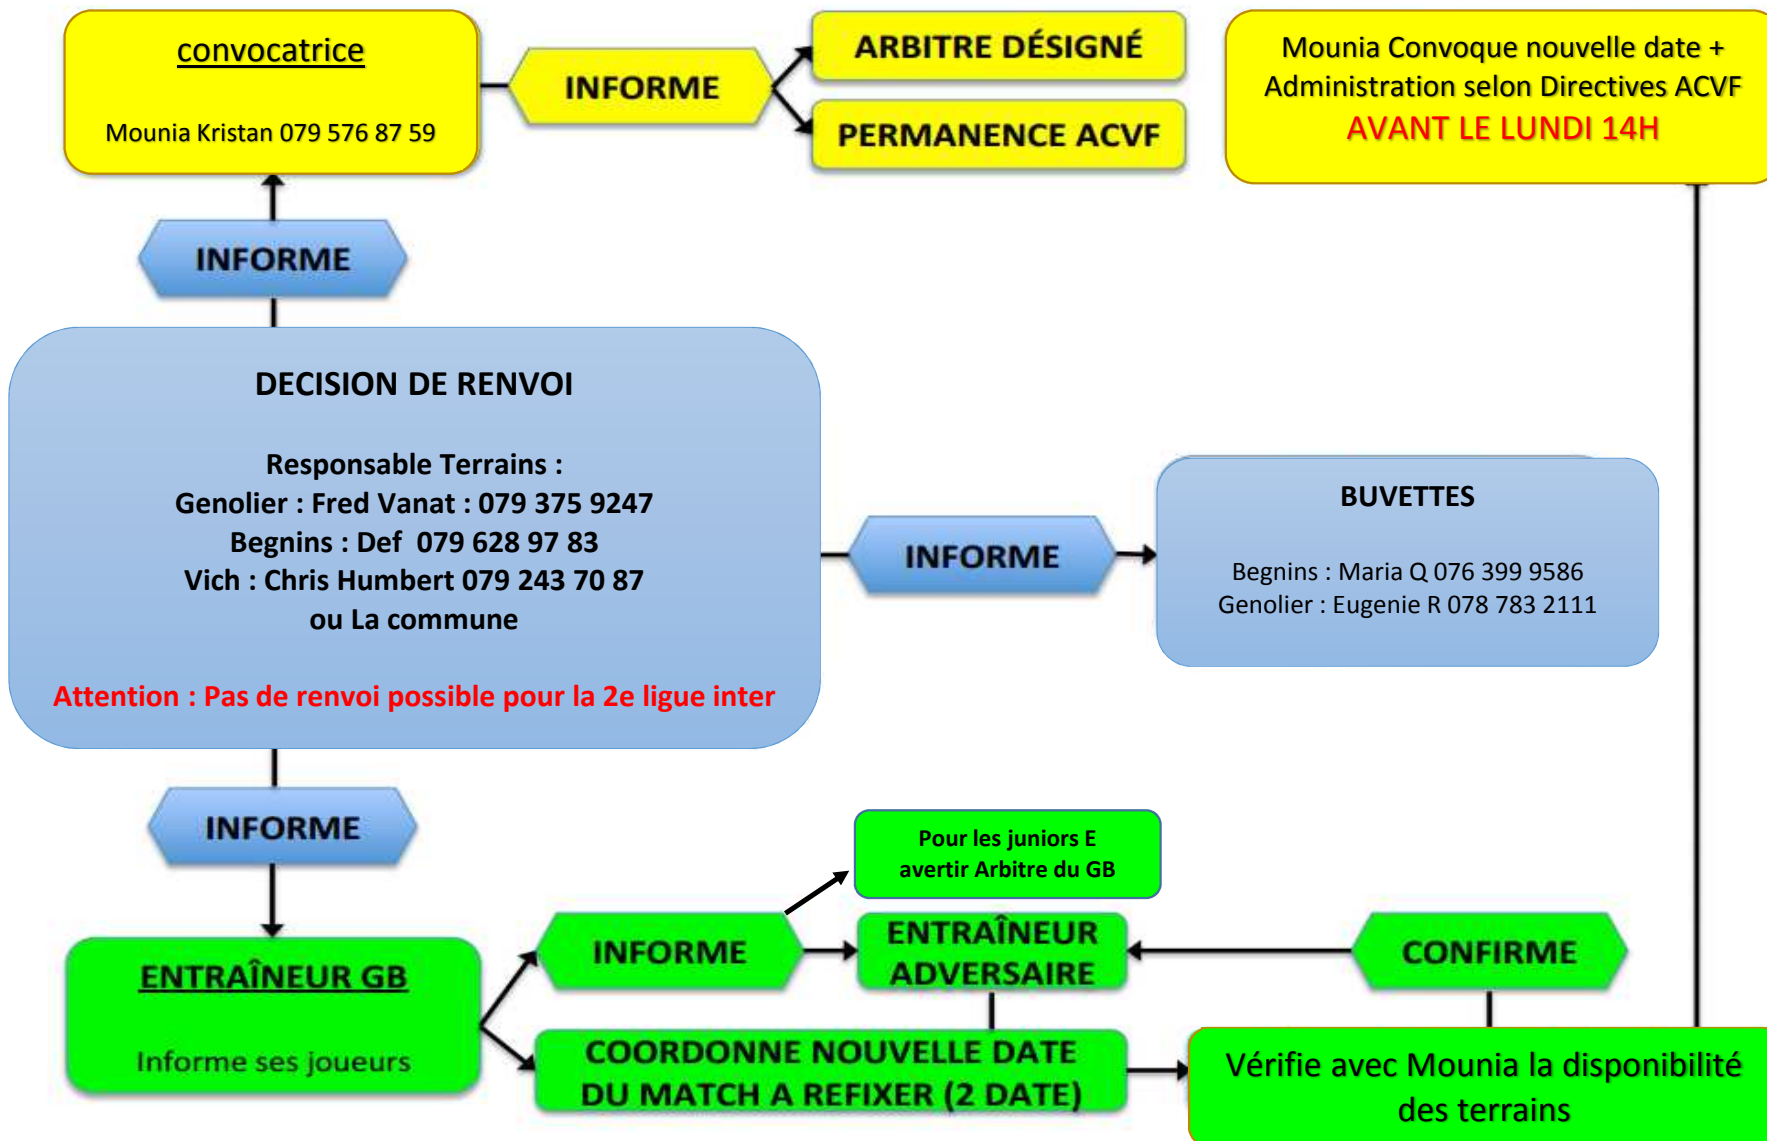 convocatrice
Mounia Kristan 079 576 87 59
INFORME
ARBITRE DÉSIGNÉ
PERMANENCE ACVF
Mounia Convoque nouvelle date +
Administration selon Directives ACVF
AVANT LE LUNDI 14H
INFORME
DECISION DE RENVOI
Responsable Terrains :
Genolier : Fred Vanat : 079 375 9247
Begnins : Def 079 628 97 83
Vich : Chris Humbert 079 243 70 87
ou La commune
Attention : Pas de renvoi possible pour la 2e ligue inter
INFORME
BUVETTES
Begnins : Maria Q 076 399 9586
Genolier : Eugenie R 078 783 2111
INFORME
Pour les juniors E
avertir Arbitre du GB
ENTRAÎNEUR GB
Informe ses joueurs
INFORME
ENTRAÎNEUR
ADVERSAIRE
CONFIRME
COORDONNE NOUVELLE DATE
DU MATCH A REFIXER (2 DATE)
Vérifie avec Mounia la disponibilité
des terrains